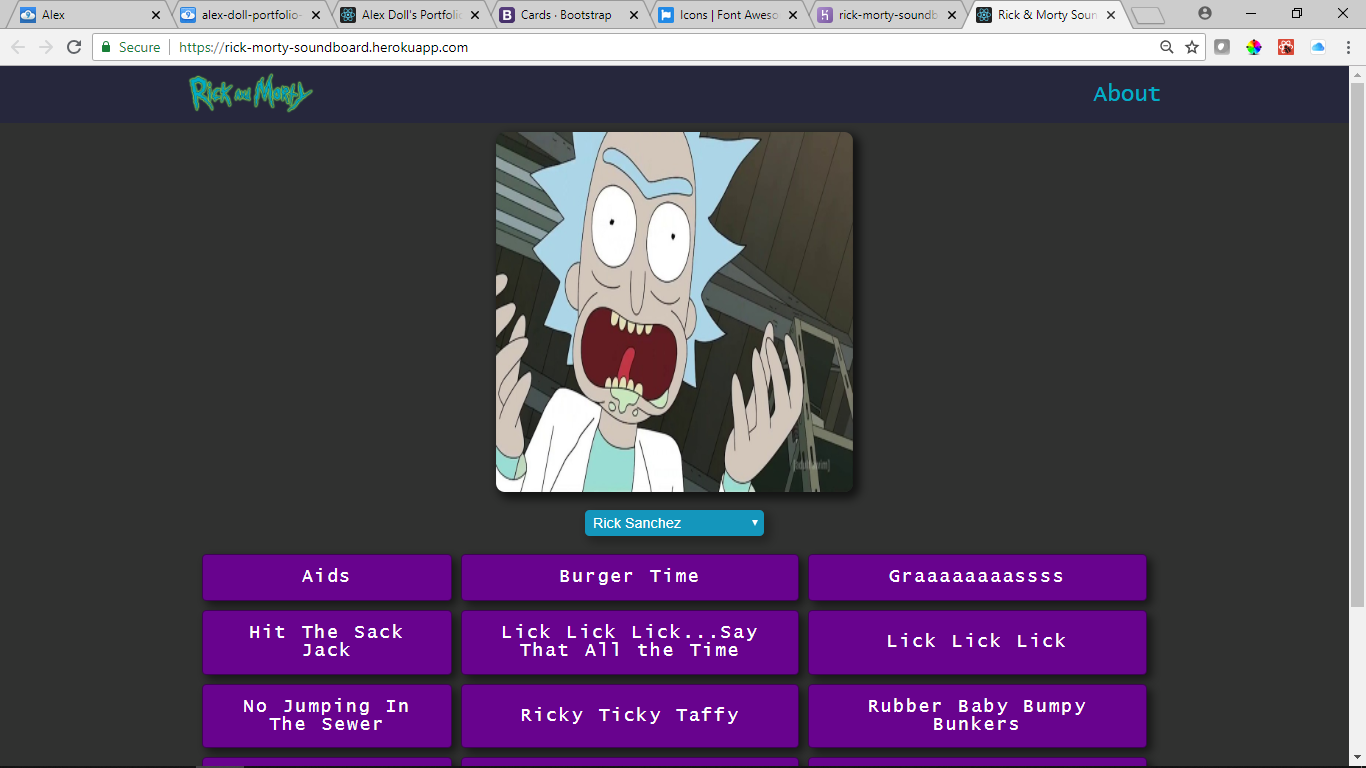 Alex
alex-doll-portfolio-
Alex Doll's Portfolio
Cards · Bootstrap
Icons | Font Aweso
rick-morty-soundb
Rick & Morty Soun
Secure
https://rick-morty-soundboard.herokuapp.com
Rick and Morty
About
[adult swim]
Rick Sanchez
Aids
Burger Time
Graaaaaaaassss
Hit The Sack
Jack
Lick Lick Lick...Say
That All the Time
Lick Lick Lick
No Jumping In
The Sewer
Ricky Ticky Taffy
Rubber Baby Bumpy
Bunkers